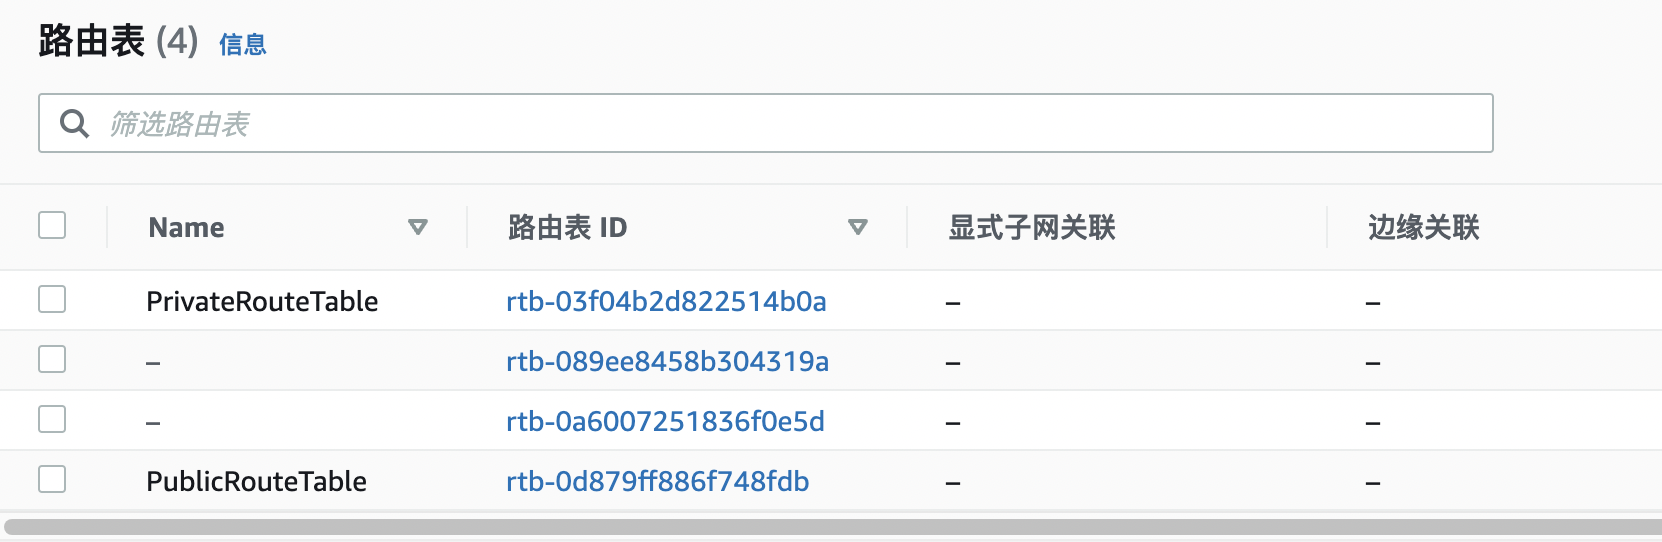 路由表 (4) 信息
筛选路由表
Name 路由表 ID 显式子网关联 边缘关联
PrivateRouteTable rtb-03f04b2d822514b0a – –
– rtb-089ee8458b304319a – –
– rtb-0a6007251836f0e5d – –
PublicRouteTable rtb-0d879ff886f748fdb – –